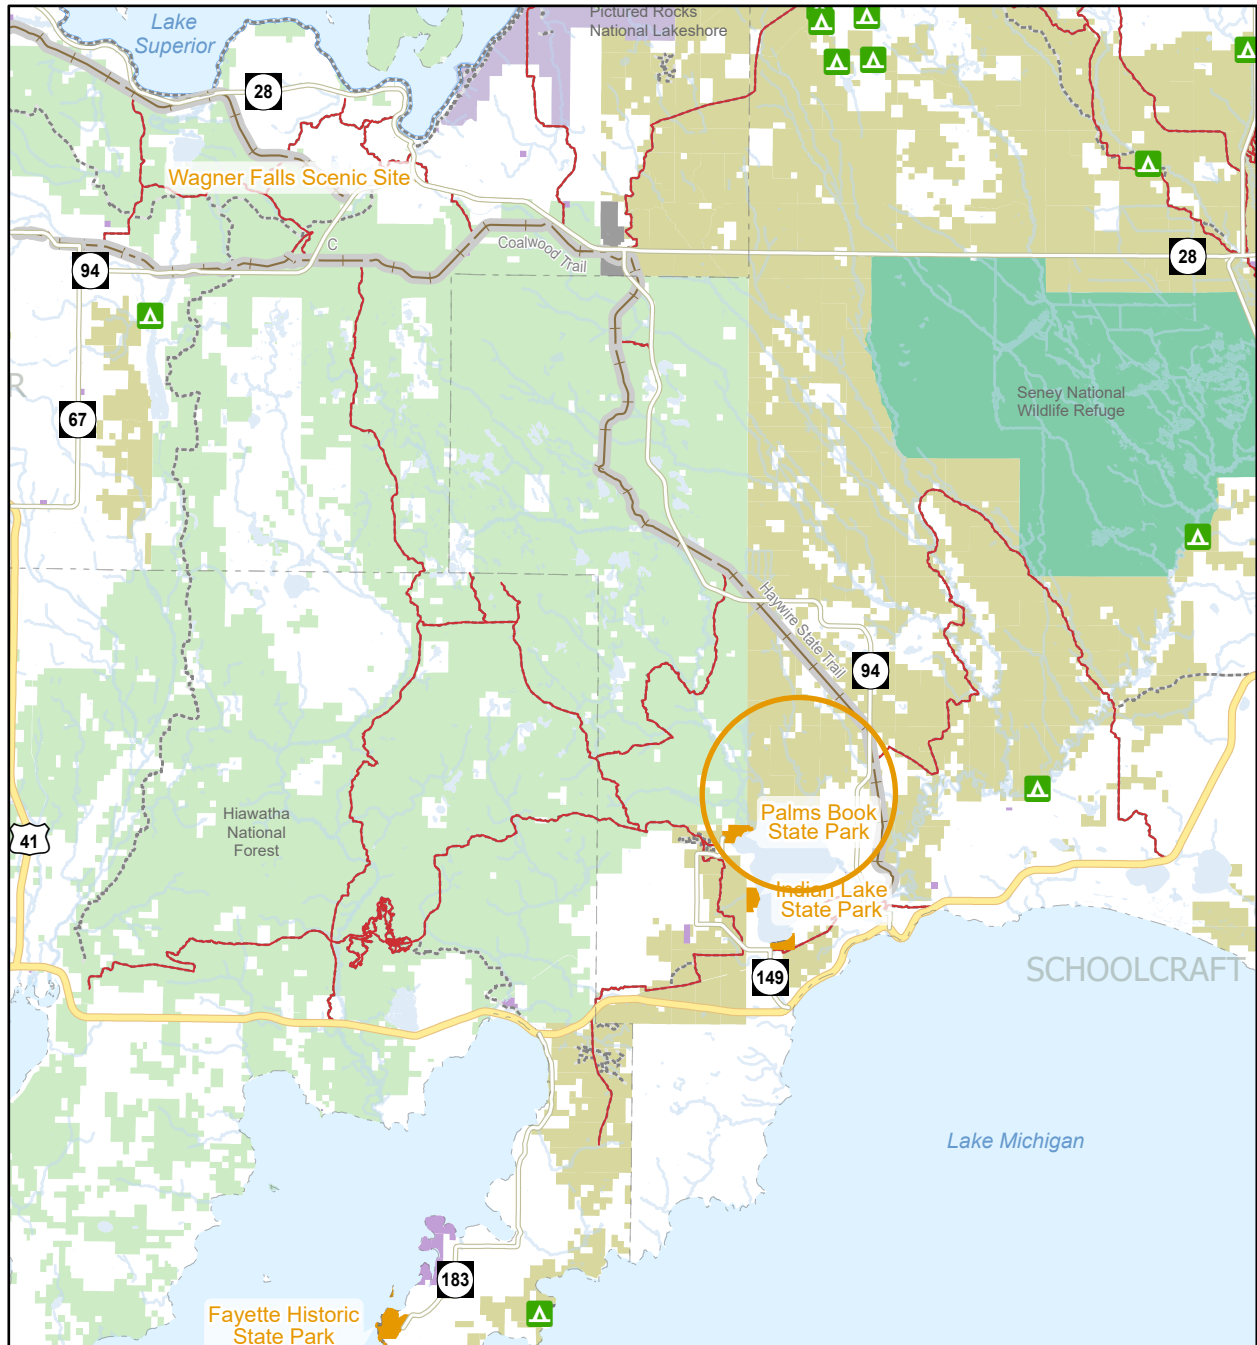 Lake
Superior
Pictured Rocks
National Lakeshore
28
Wagner Falls Scenic Site
C
Coalwood Trail
94
28
67
R
Seney National
Wildlife Refuge
Haywire State Trail
94
Hiawatha
National
Forest
41
Palms Book
State Park
Indian Lake
State Park
149
SCHOOLCRAFT
Lake Michigan
183
Fayette Historic
State Park